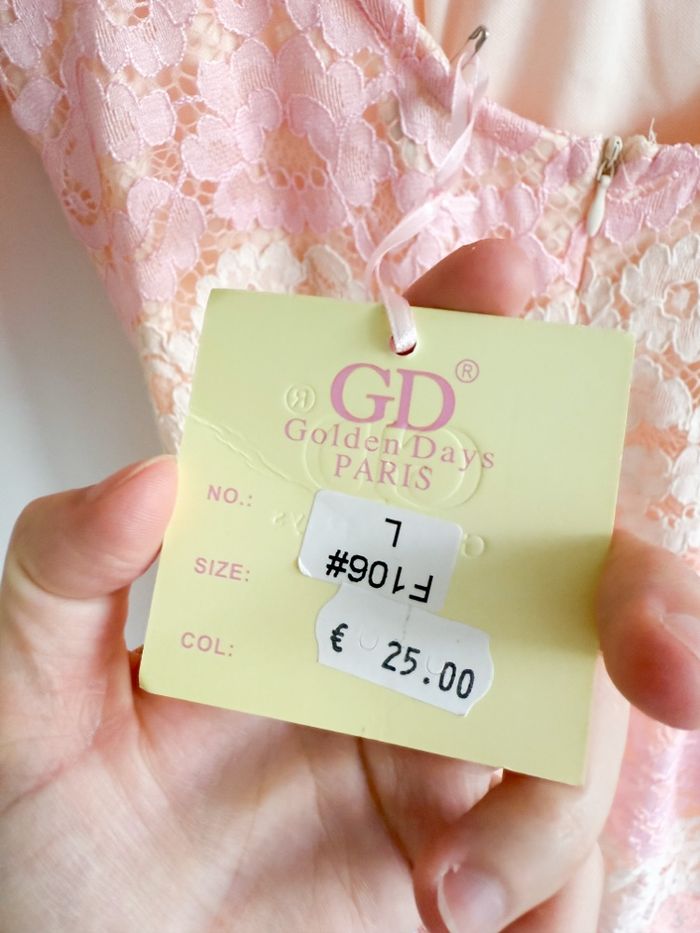 GD®
Golden Days
PARIS
NO.:
F106#
L
SIZE:
COL:
€ 25.00